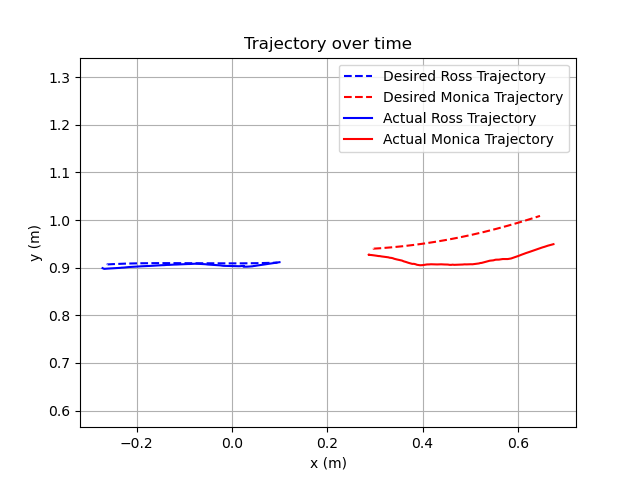 Trajectory over time
Desired Ross Trajectory
Desired Monica Trajectory
Actual Ross Trajectory
Actual Monica Trajectory
1.3
1.2
1.1
1.0
0.9
0.8
0.7
0.6
y (m)
−0.2 0.0 0.2 0.4 0.6
x (m)